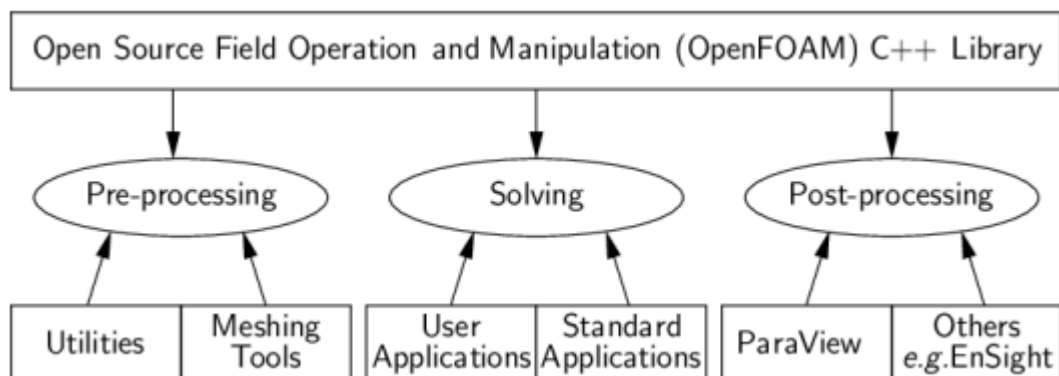 Open Source Field Operation and Manipulation (OpenFOAM) C++ Library
Pre-processing
Solving
Post-processing
Utilities
Meshing
Tools
User
Applications
Standard
Applications
ParaView
Others
e.g.EnSight